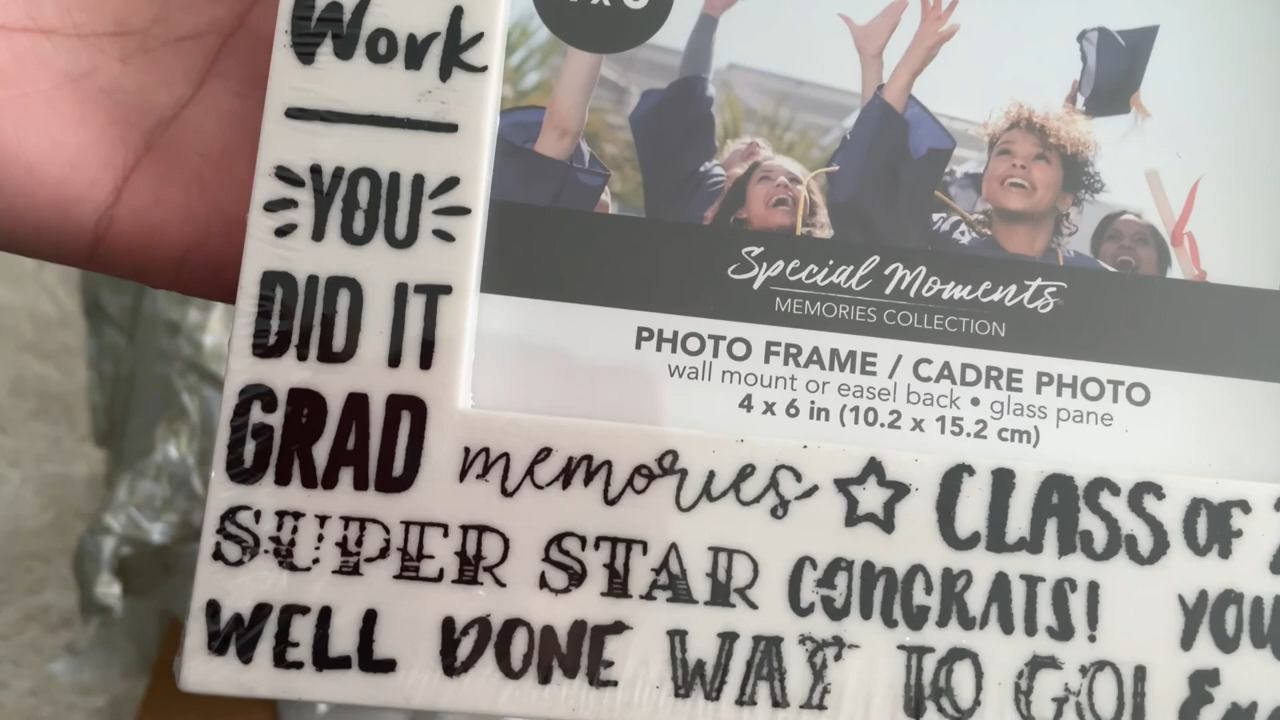 Work
YOU
DID IT
GRAD
memories
CLASS OF
SUPER STAR CONGRATS!
WELL DONE WAY TO GO!
Special Moments
MEMORIES COLLECTION
PHOTO FRAME / CADRE PHOTO
wall mount or easel back • glass pane
4 x 6 in (10.2 x 15.2 cm)